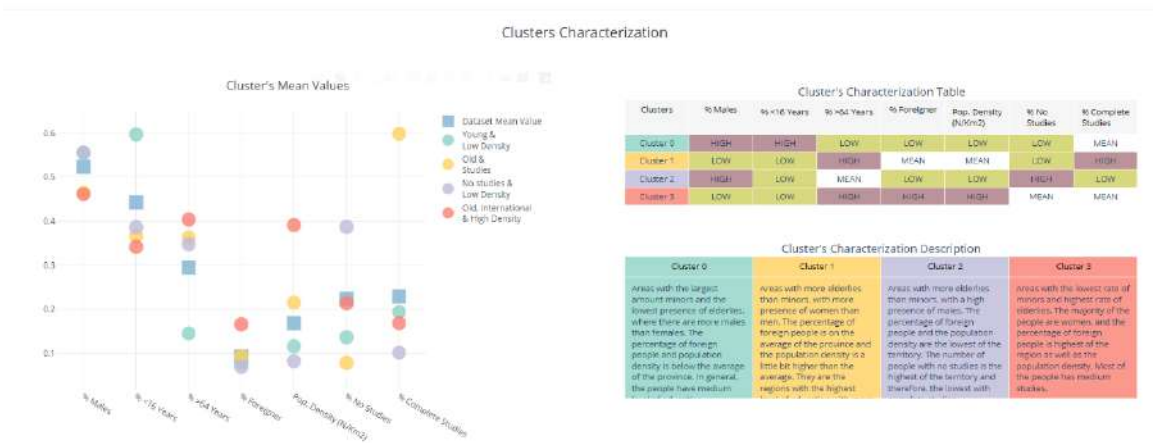 Clusters Characterization
Cluster's Mean Values
0.6
0.5
0.4
0.3
0.2
0.1
% Males
% <16 Years
% >64 Years
% Foreigner
Pop. Density (N/Km2)
% No Studies
% Complete Studies
Dataset Mean Value
Young &
Low Density
Old &
Studies
No studies &
Low Density
Old, International
& High Density
Cluster's Characterization Table
Clusters % Males % <16 Years % >64 Years % Foreigner Pop. Density (N/Km2) % No Studies % Complete Studies
Cluster 0 HIGH HIGH LOW LOW LOW LOW MEAN
Cluster 1 LOW LOW HIGH MEAN MEAN LOW HIGH
Cluster 2 HIGH LOW MEAN LOW LOW HIGH LOW
Cluster 3 LOW LOW HIGH HIGH HIGH MEAN MEAN
Cluster's Characterization Description
Cluster 0
Areas with the largest
amount minors and the
lowest presence of elderlies,
where there are more males
than females. The
percentage of foreign
people and population
density is below the average
of the province. In general,
the people have medium
Cluster 1
Areas with more elderlies
than minors, with more
presence of women than
men. The percentage of
foreign people is on the
average of the province and
the population density is a
little bit higher than the
average. They are the
regions with the highest
Cluster 2
Areas with more elderlies
than minors, with a high
presence of males. The
percentage of foreign
people and the population
density are the lowest of the
territory. The number of
people with no studies is the
highest of the territory and
therefore, the lowest with
Cluster 3
Areas with the lowest rate of
minors and highest rate of
elderlies. The majority of the
people are women, and the
percentage of foreign
people is highest of the
region as well as the
population density. Most of
the people has medium
studies.